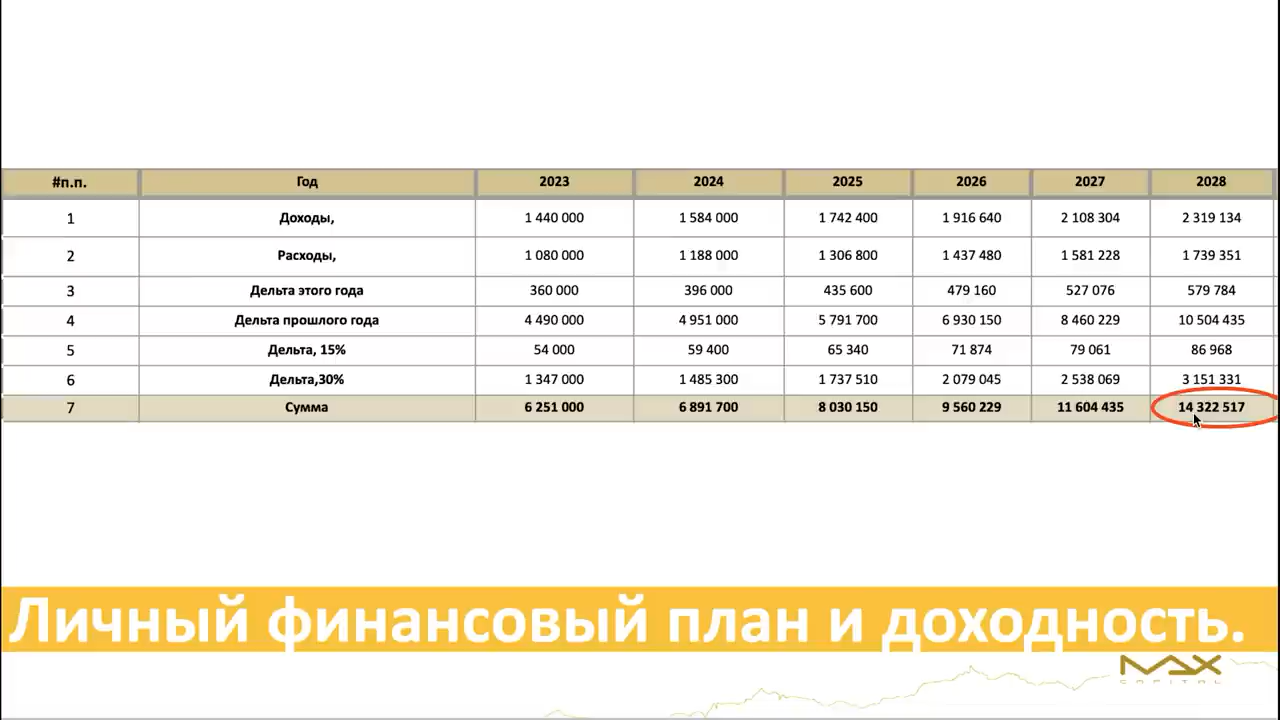 #п.п. Год 2023 2024 2025 2026 2027 2028
1 Доходы, 1 440 000 1 584 000 1 742 400 1 916 640 2 108 304 2 319 134
2 Расходы, 1 080 000 1 188 000 1 306 800 1 437 480 1 581 228 1 739 351
3 Дельта этого года 360 000 396 000 435 600 479 160 527 076 579 784
4 Дельта прошлого года 4 490 000 4 951 000 5 791 700 6 930 150 8 460 229 10 504 435
5 Дельта, 15% 54 000 59 400 65 340 71 874 79 061 86 968
6 Дельта,30% 1 347 000 1 485 300 1 737 510 2 079 045 2 538 069 3 151 331
7 Сумма 6 251 000 6 891 700 8 030 150 9 560 229 11 604 435 14 322 517
Личный финансовый план и доходность.
MAX
CAPITAL